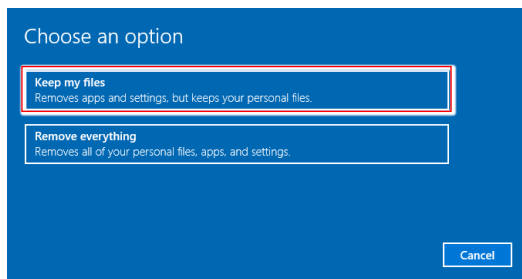 Choose an option
Keep my files
Removes apps and settings, but keeps your personal files.
Remove everything
Removes all of your personal files, apps, and settings.
Cancel